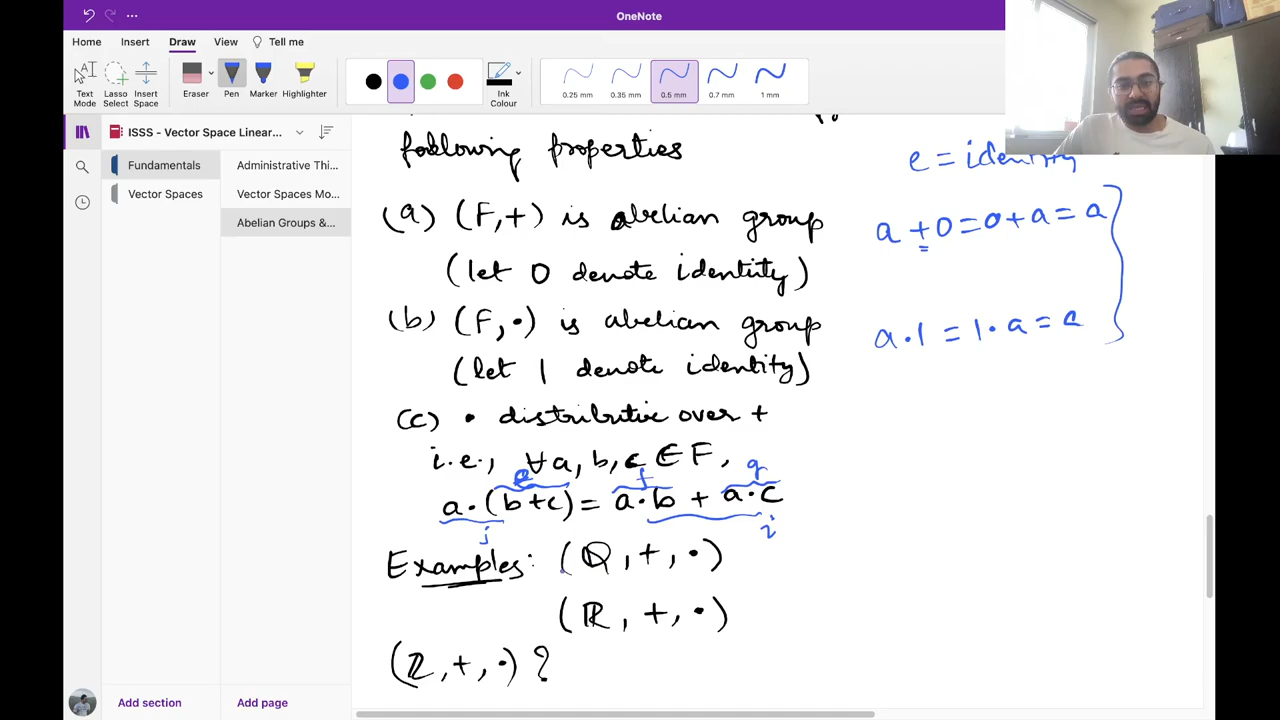 OneNote
Home Insert Draw View Tell me
Text Mode
Lasso Select
Insert Space
Eraser
Pen
Marker
Highlighter
Ink Colour
0.25 mm 0.35 mm 0.5 mm 0.7 mm 1 mm
ISSS - Vector Space Linear...
Fundamentals
Vector Spaces
Administrative Thi...
Vector Spaces Mo...
Abelian Groups &...
following properties
(a) (F,+) is abelian group
(let 0 denote identity)
(b) (F,•) is abelian group
(let 1 denote identity)
(c) • distributive over +
i.e., ∀a, b, c ∈ F,
e f g
a•(b+c) = a•b + a•c
j i
Examples: (ℚ, +, •)
(ℝ, +, •)
(ℤ, +, •) ?
e = identity
a + 0 = 0 + a = a
a•1 = 1•a = a
Add section
Add page